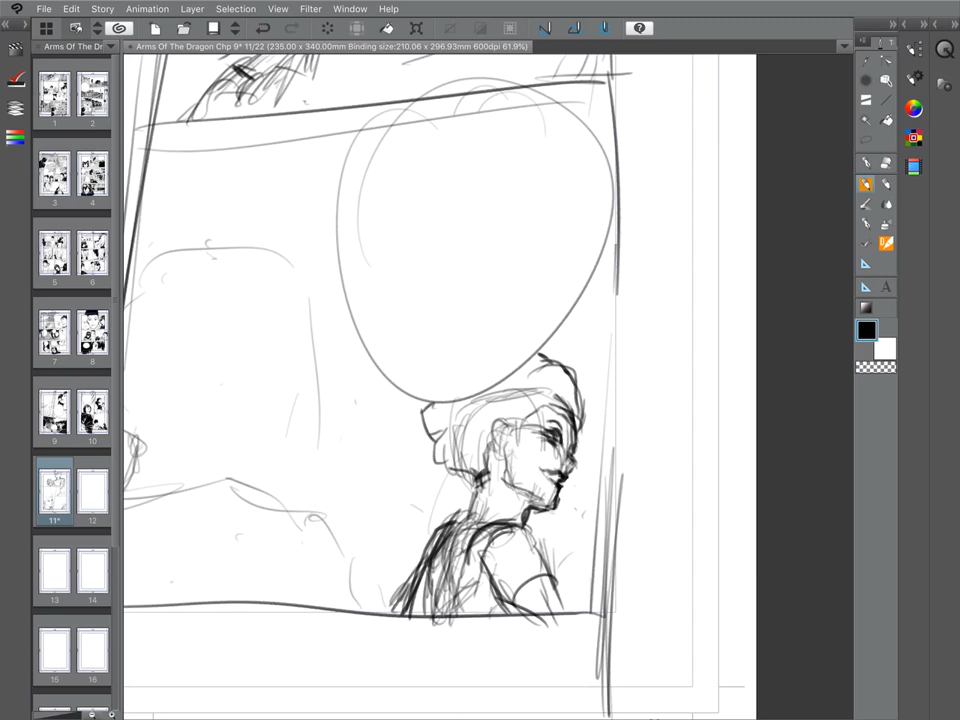 File Edit Story Animation Layer Selection View Filter Window Help
Arms Of The Dr
Arms Of The Dragon Chp 9* 11/22 (235.00 x 340.00mm Binding size:210.06 x 296.93mm 600dpi 61.9%)
1 2
3 4
5 6
7 8
9 10
11* 12
13 14
15 16
T
A